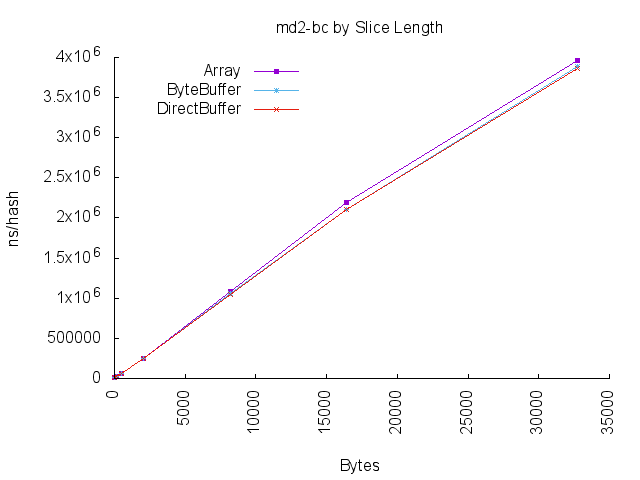 md2-bc by Slice Length
4x10^6
3.5x10^6
3x10^6
2.5x10^6
2x10^6
1.5x10^6
1x10^6
500000
0
ns/hash
Array
ByteBuffer
DirectBuffer
0
5000
10000
15000
20000
25000
30000
35000
Bytes